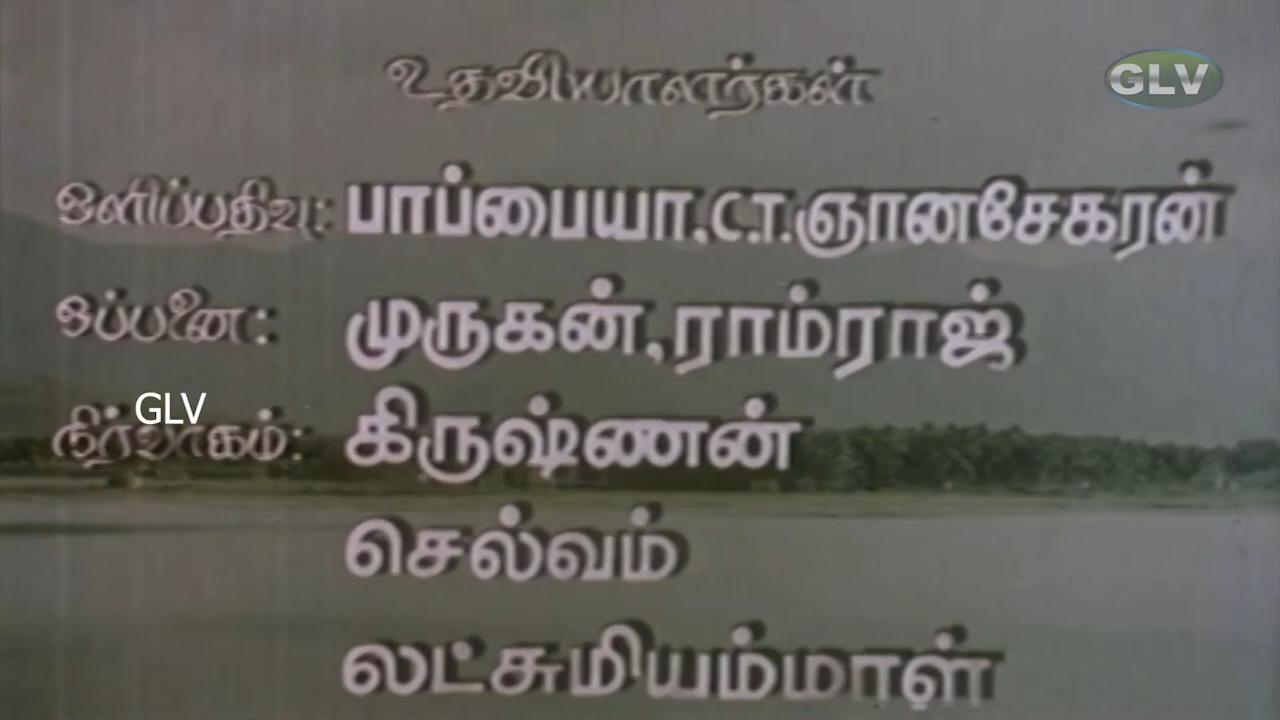 உதவியாளர்கள்
GLV
ஒளிப்பதிவு: பாப்பையா, C.T. ஞானசேகரன்
ஒப்பனை: முருகன், ராம்ராஜ்
GLV
நிர்வாகம்: கிருஷ்ணன்
செல்வம்
லட்சுமியம்மாள்